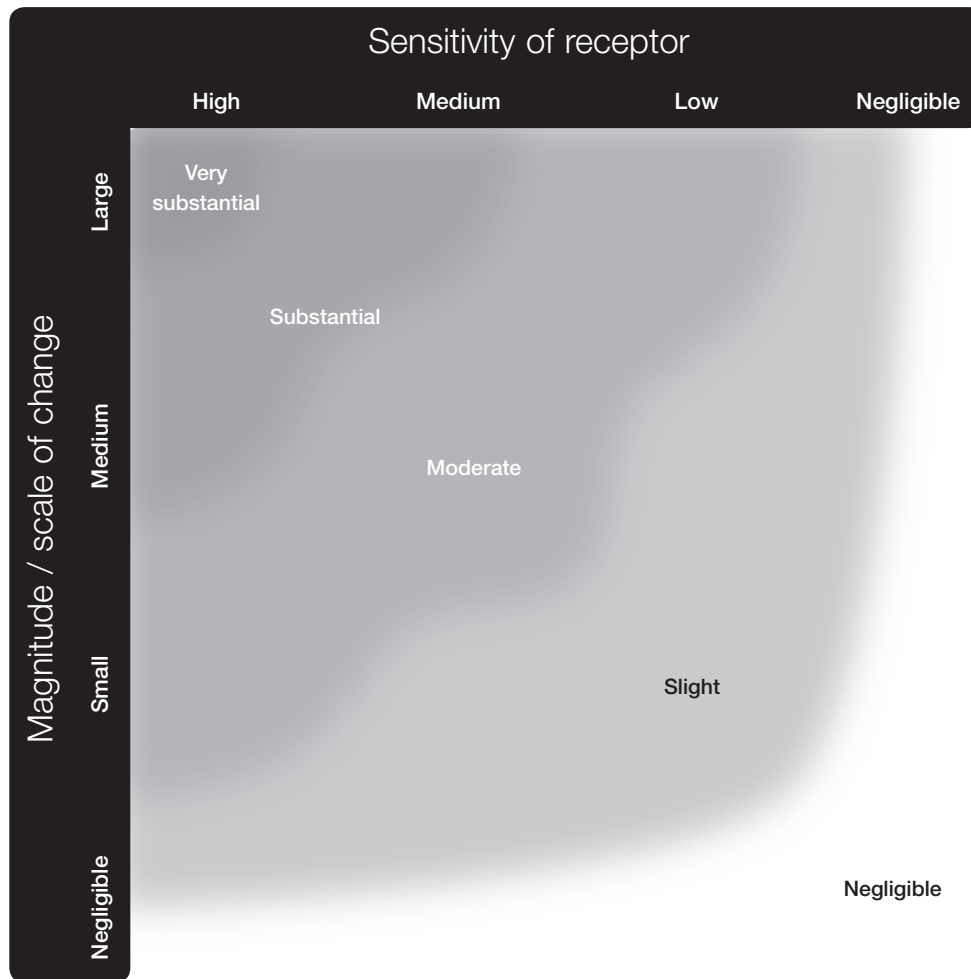 Sensitivity of receptor
High Medium Low Negligible
Magnitude / scale of change
Large
Medium
Small
Negligible
Very
substantial
Substantial
Moderate
Slight
Negligible